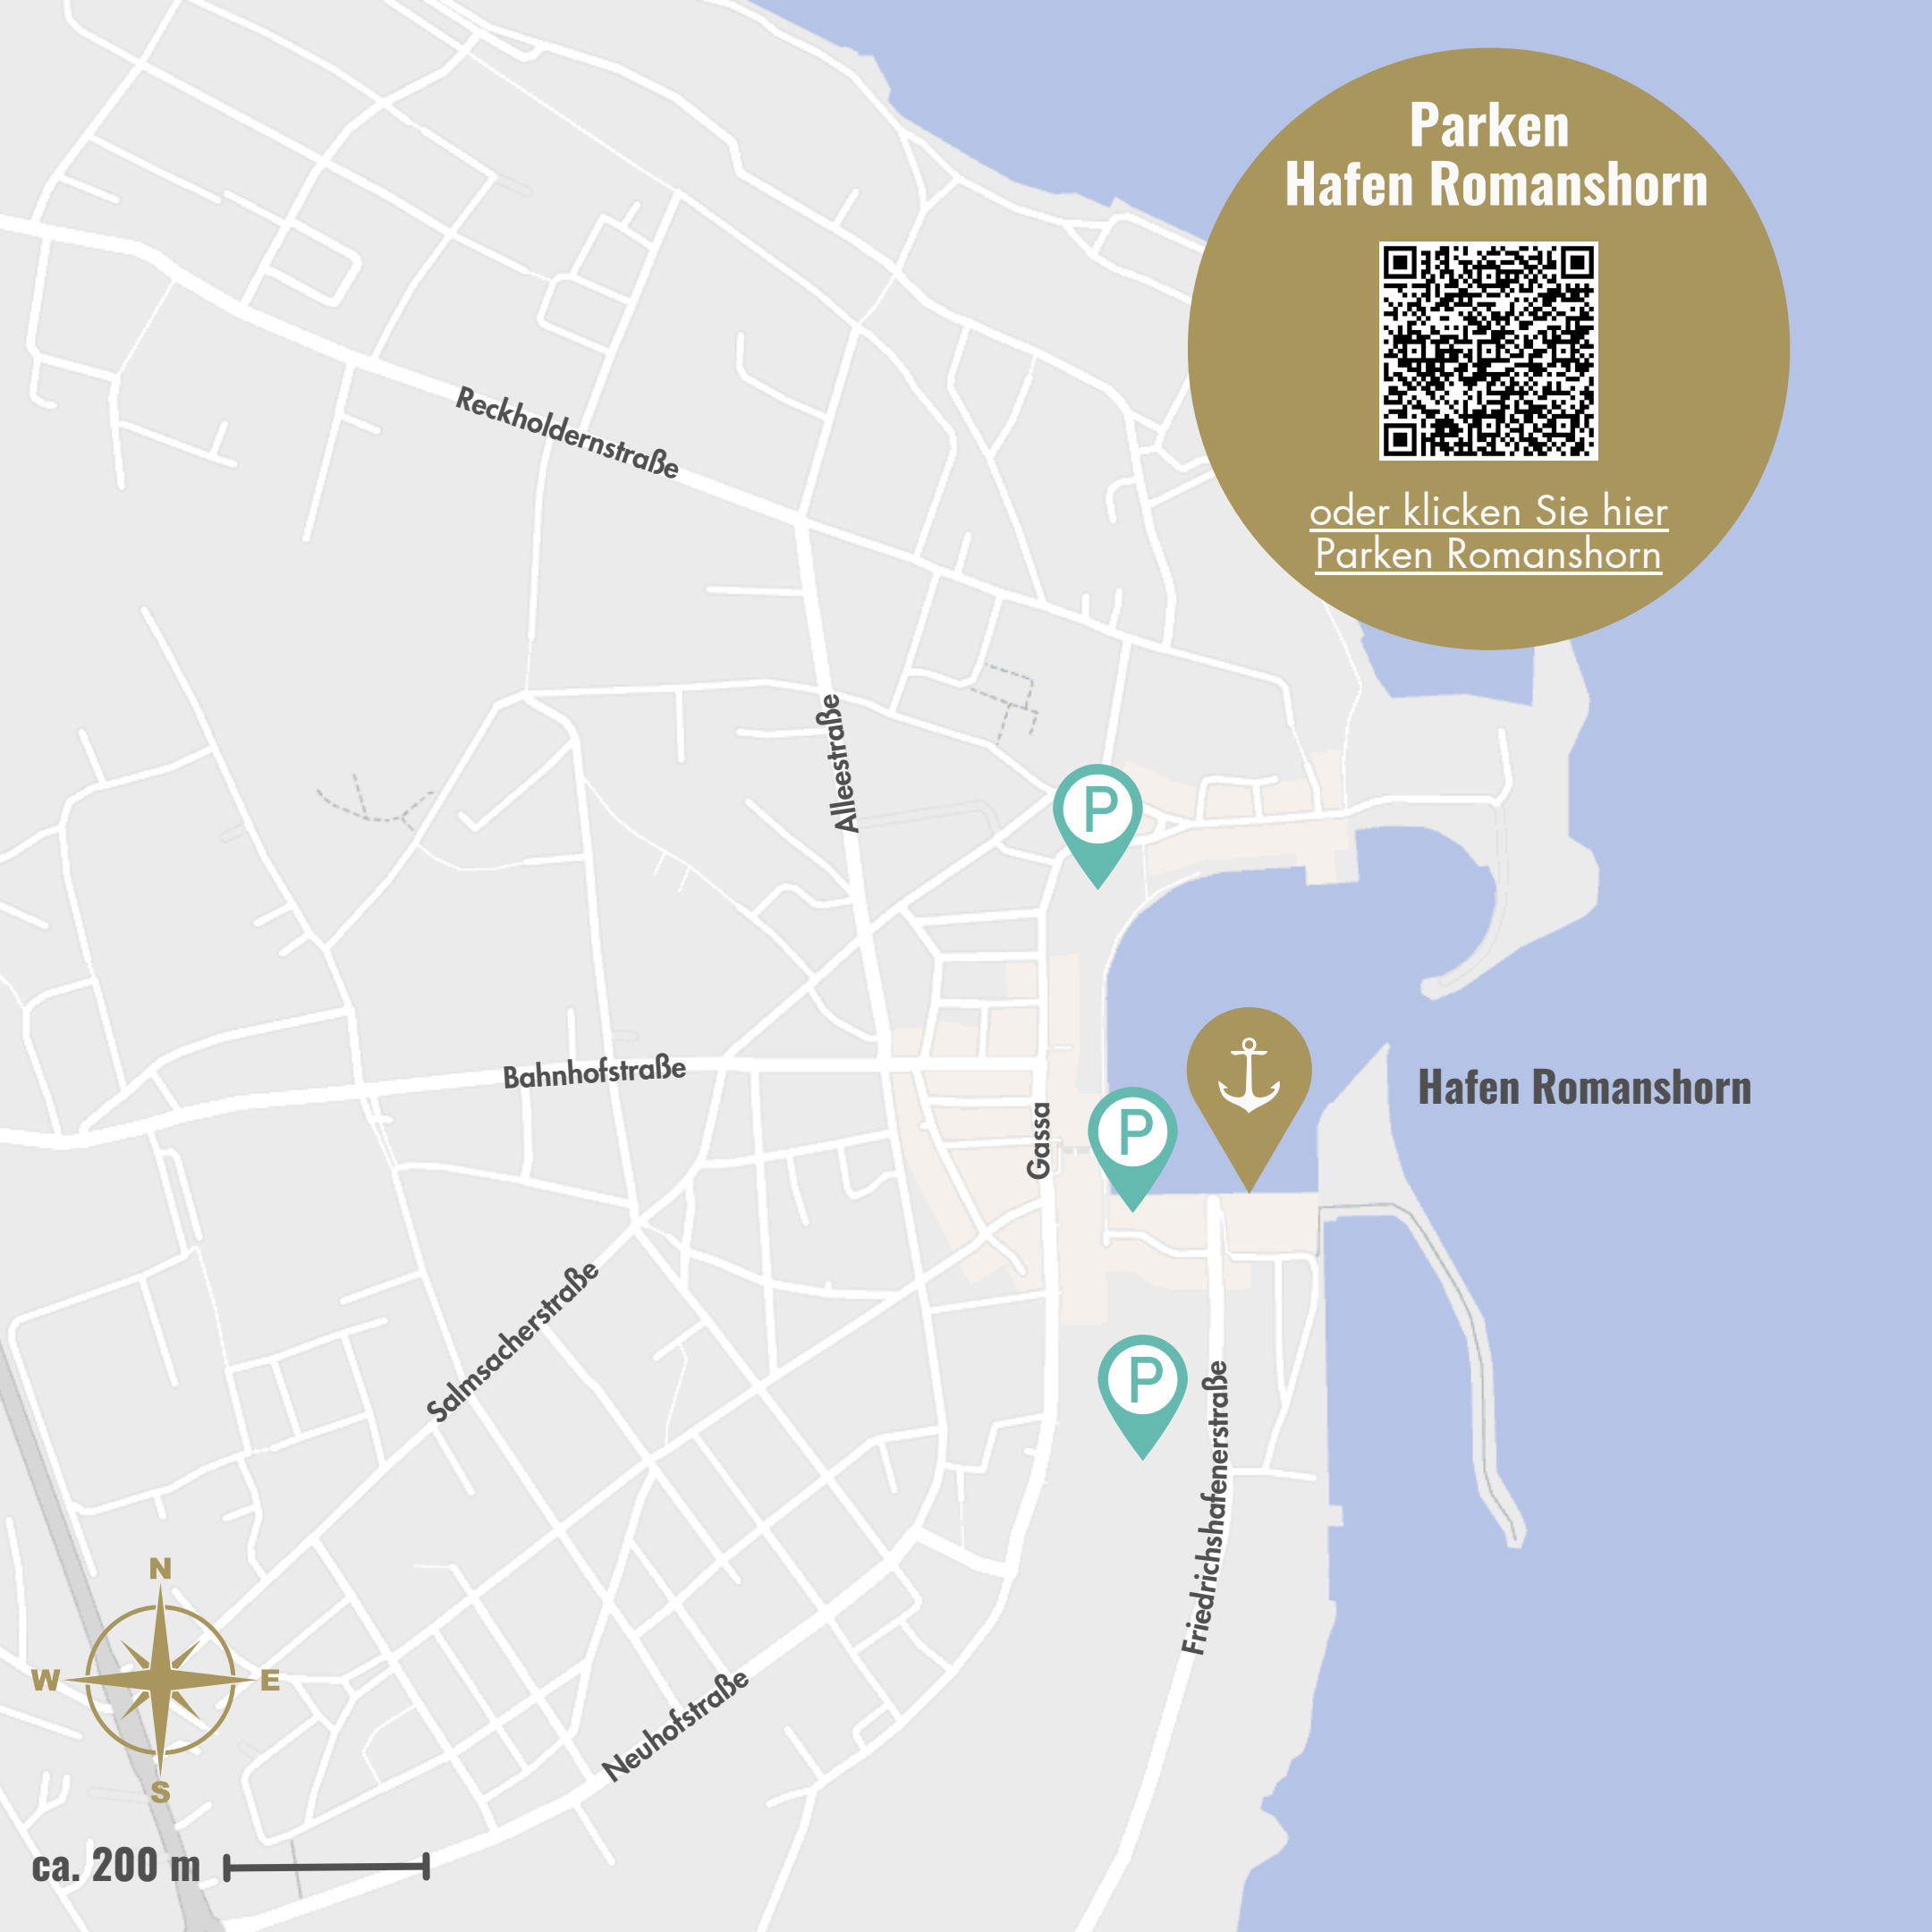 Parken
Hafen Romanshorn
oder klicken Sie hier
Parken Romanshorn
Reckholdernstraße
Alleestraße
P
Bahnhofstraße
Gassa
P
Hafen Romanshorn
Salmsacherstraße
P
Friedrichshafenerstraße
Neuhofstraße
N
W
E
S
ca. 200 m